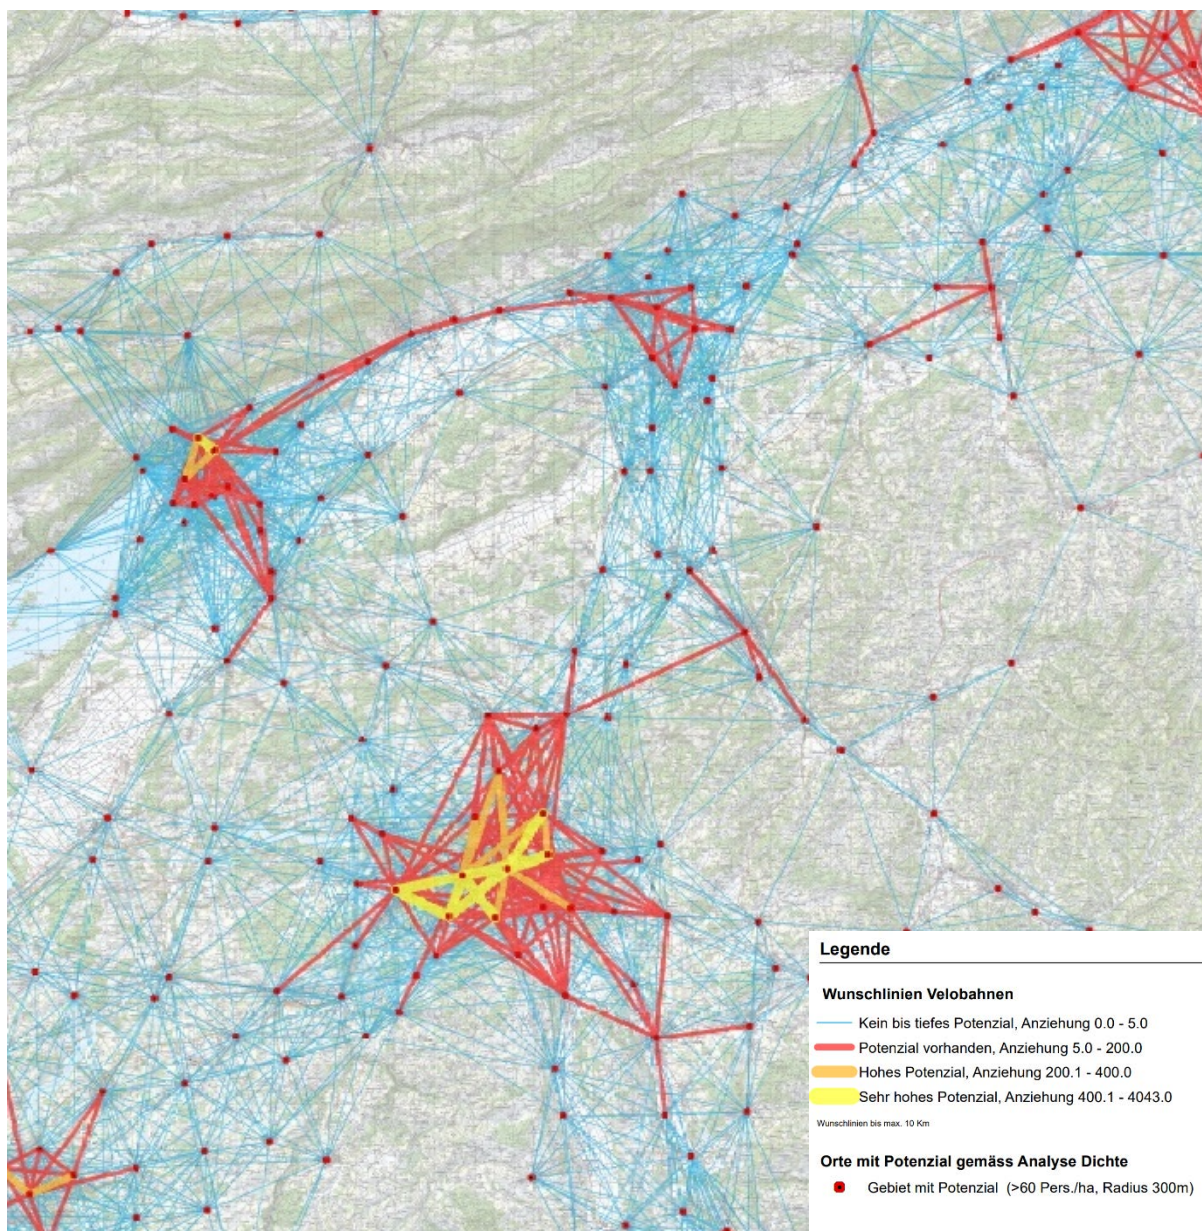 Legende
Wunschlinien Velobahnen
Kein bis tiefes Potenzial, Anziehung 0.0 - 5.0
Potenzial vorhanden, Anziehung 5.0 - 200.0
Hohes Potenzial, Anziehung 200.1 - 400.0
Sehr hohes Potenzial, Anziehung 400.1 - 4043.0
Wunschlinien bis max. 10 Km
Orte mit Potenzial gemäss Analyse Dichte
Gebiet mit Potenzial (>60 Pers./ha, Radius 300m)